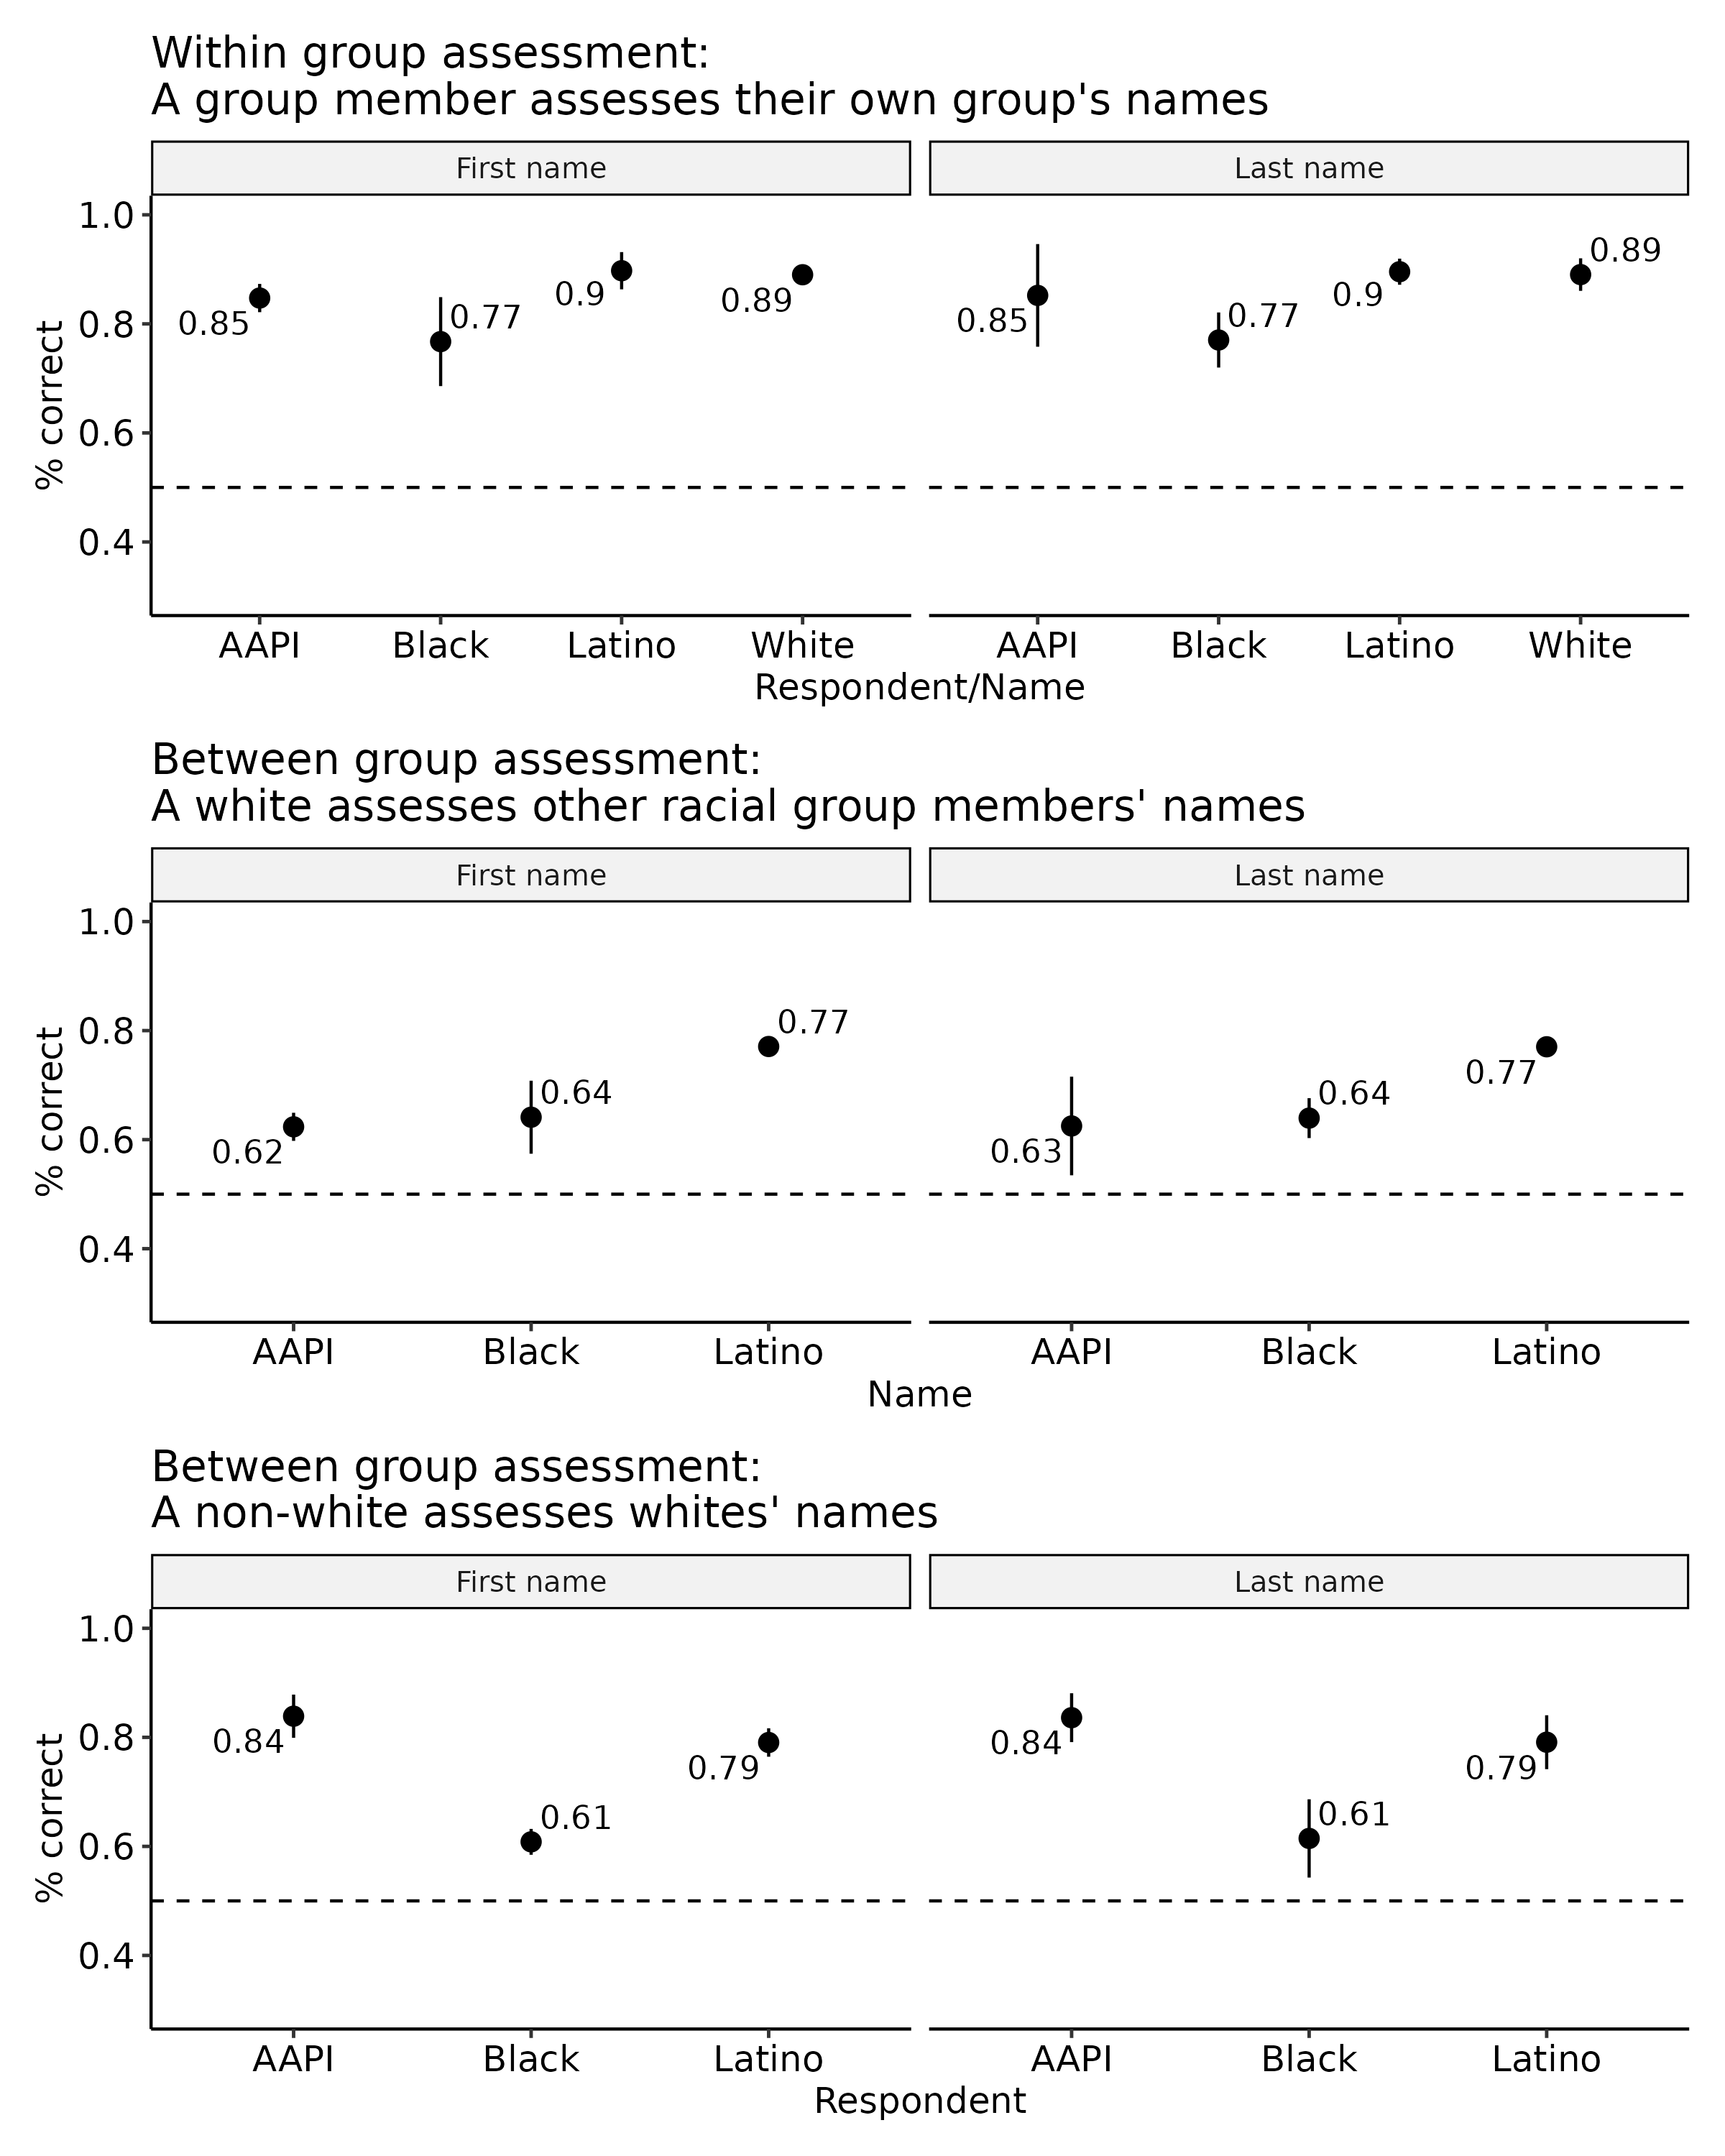 Within group assessment:
A group member assesses their own group's names
First name
Last name
% correct
1.0
0.8
0.6
0.4
0.85
0.77
0.9
0.89
0.85
0.77
0.9
0.89
AAPI Black Latino White
AAPI Black Latino White
Respondent/Name
Between group assessment:
A white assesses other racial group members' names
First name
Last name
% correct
1.0
0.8
0.6
0.4
0.62
0.64
0.77
0.63
0.64
0.77
AAPI Black Latino
AAPI Black Latino
Name
Between group assessment:
A non-white assesses whites' names
First name
Last name
% correct
1.0
0.8
0.6
0.4
0.84
0.61
0.79
0.84
0.61
0.79
AAPI Black Latino
AAPI Black Latino
Respondent